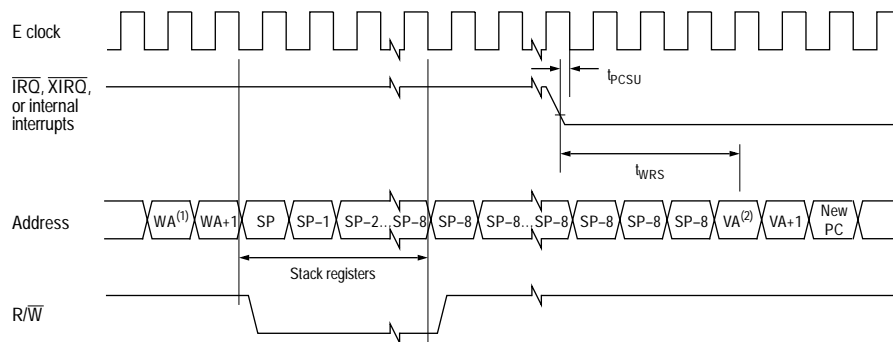 E clock
IRQ, XIRQ,
or internal
interrupts
tPCSU
tWRS
Address
WA(1) WA+1 SP SP–1 SP–2...SP–8 SP–8 SP–8...SP–8 SP–8 SP–8 SP–8 VA(2) VA+1 New
PC
Stack registers
R/W